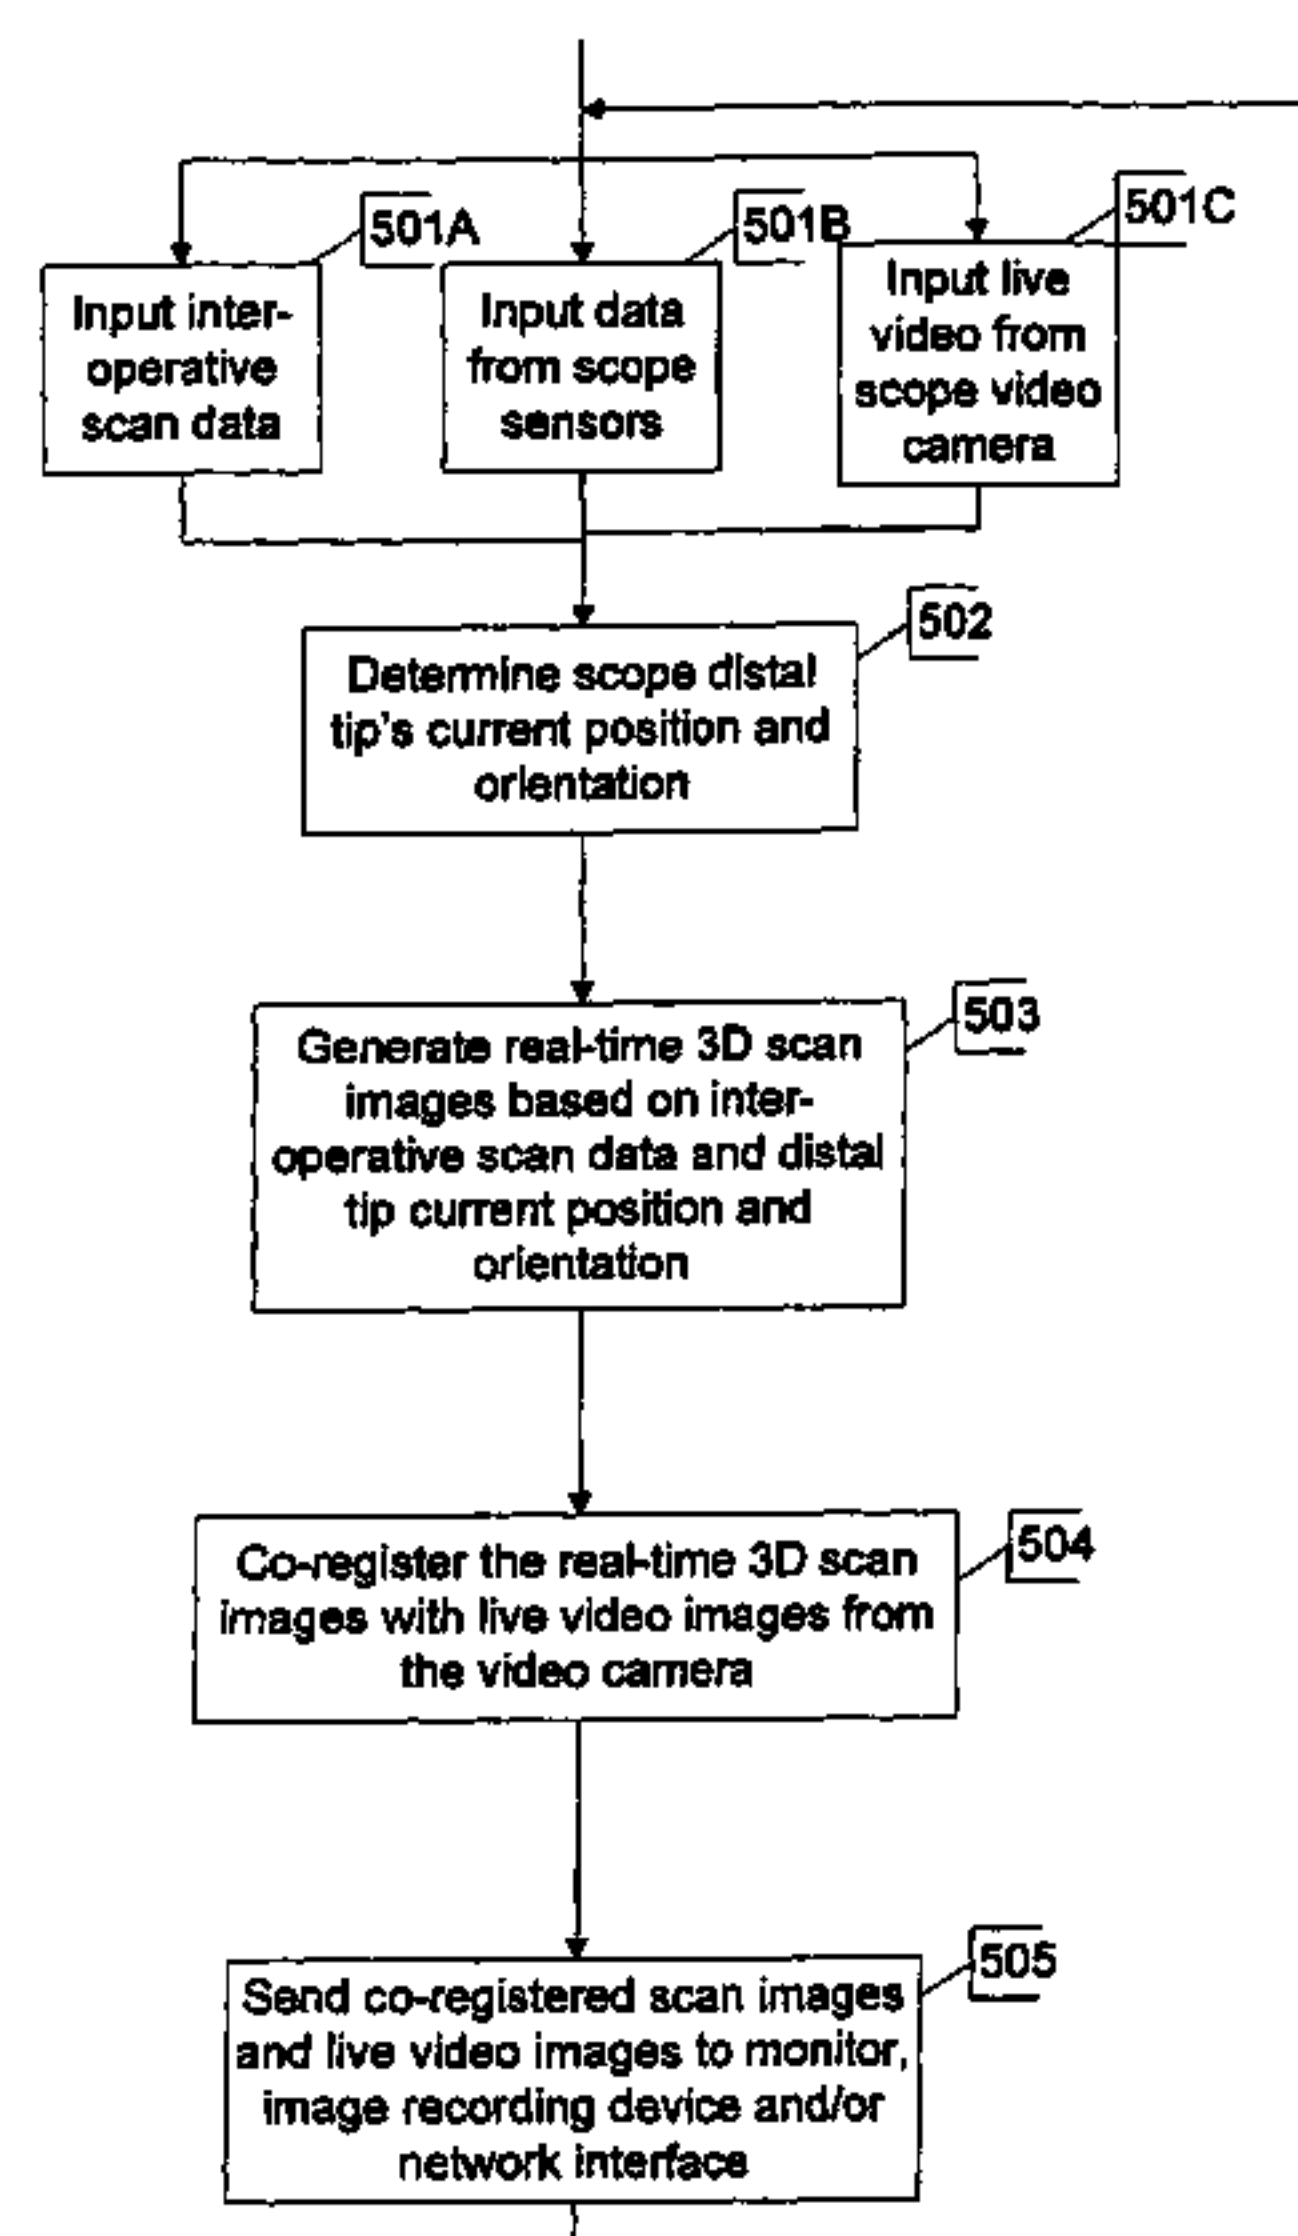 501A
501B
501C
Input inter-
operative
scan data
Input data
from scope
sensors
Input live
video from
scope video
camera
502
Determine scope distal
tip's current position and
orientation
503
Generate real-time 3D scan
images based on inter-
operative scan data and distal
tip current position and
orientation
504
Co-register the real-time 3D scan
images with live video images from
the video camera
505
Send co-registered scan images
and live video images to monitor,
image recording device and/or
network interface